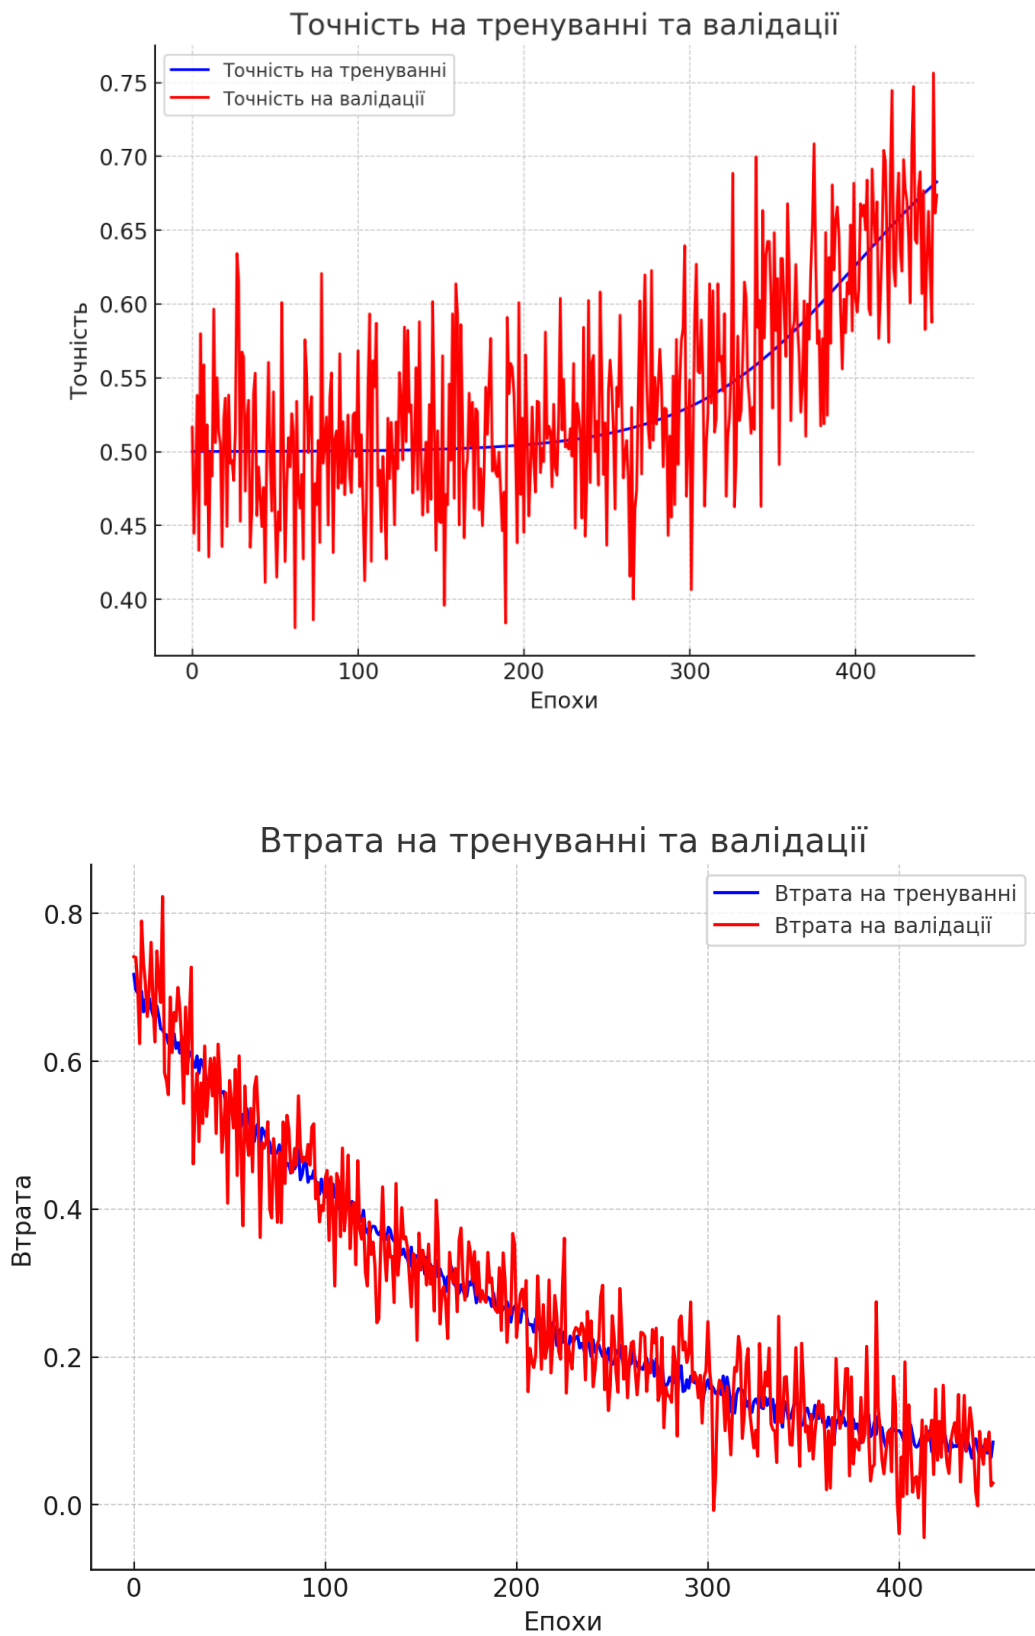 Точність на тренуванні та валідації
Точність на тренуванні
Точність на валідації
0.75
0.70
0.65
0.60
0.55
0.50
0.45
0.40
Точність
0
100
200
300
400
Епохи
Втрата на тренуванні та валідації
Втрата на тренуванні
Втрата на валідації
0.8
0.6
0.4
0.2
0.0
Втрата
0
100
200
300
400
Епохи